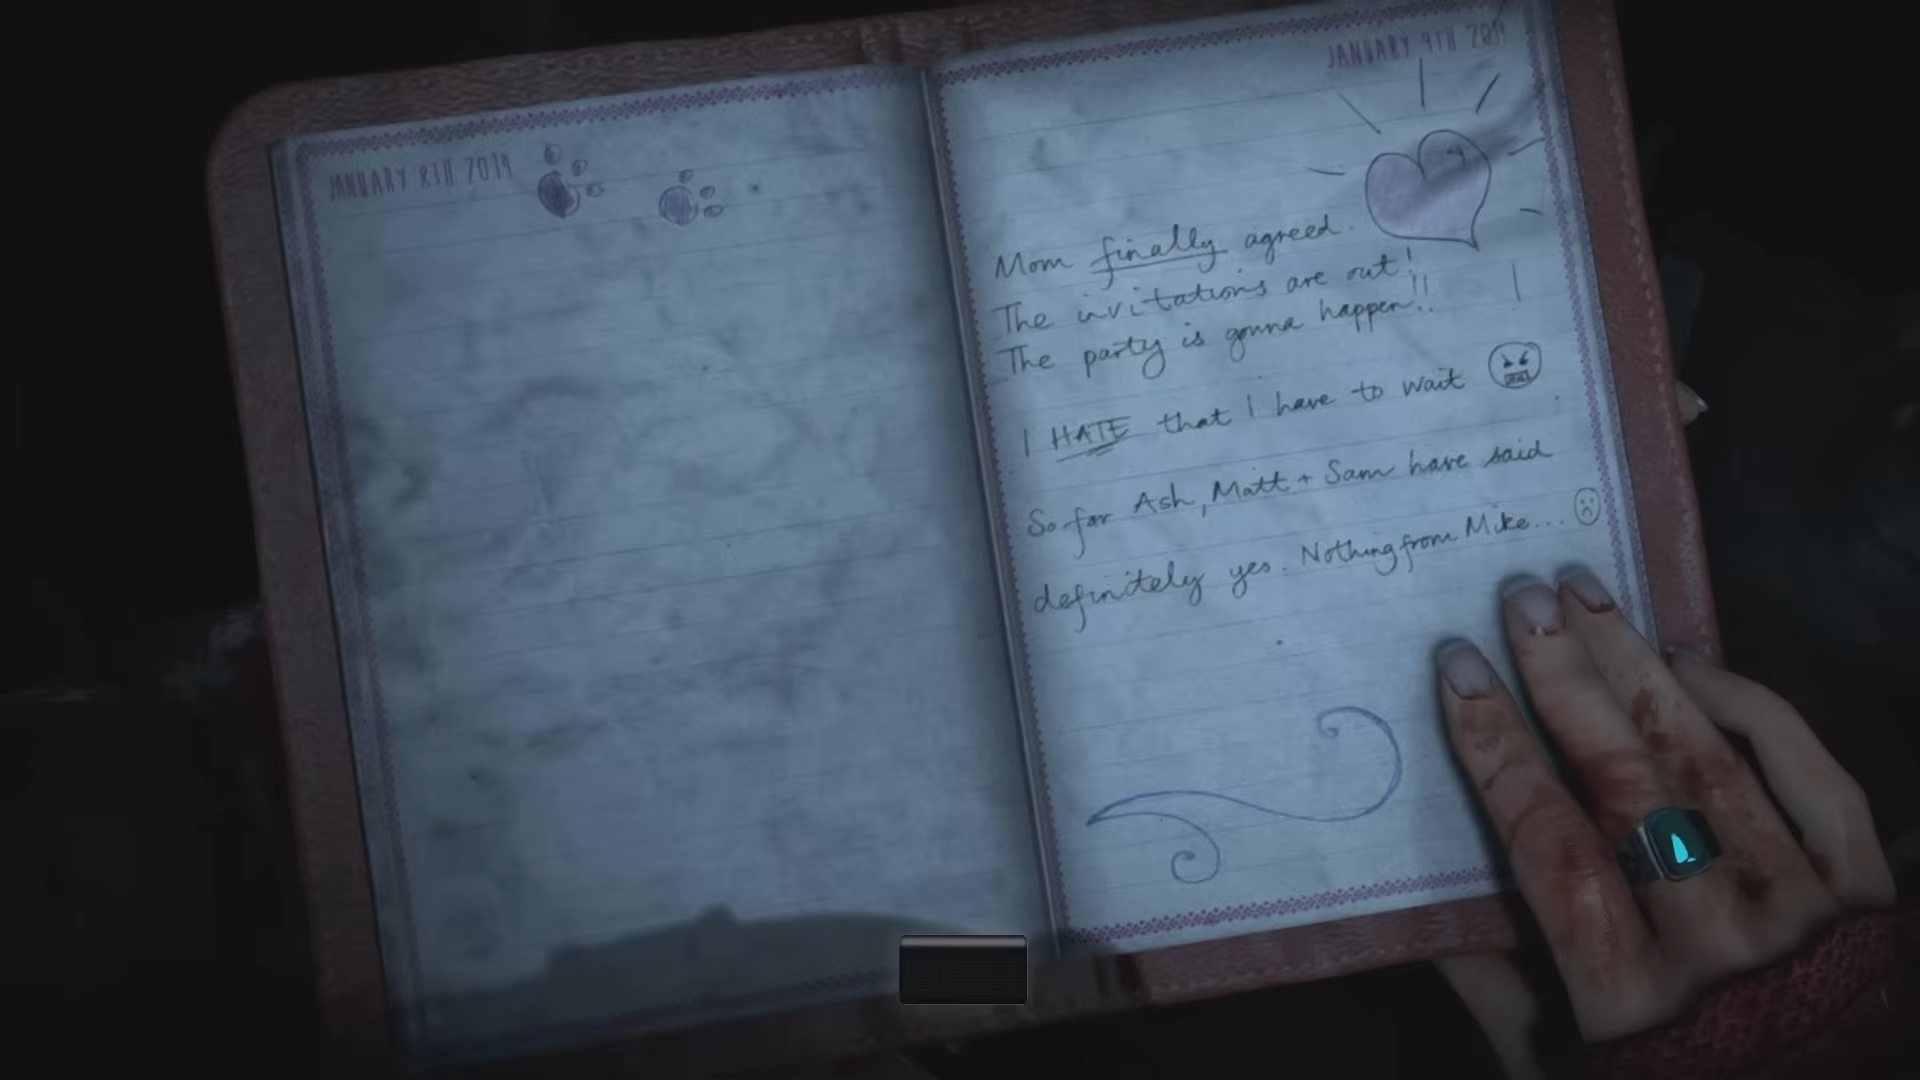 JANUARY 8TH 2014
JANUARY 9TH 2014
Mom finally agreed.
The invitations are out!
The party is gonna happen!!
I HATE that I have to wait
So far Ash, Matt + Sam have said
definitely yes. Nothing from Mike...